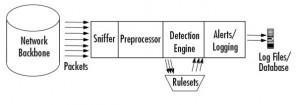 Network
Backbone
Packets
Sniffer
Preprocessor
Detection
Engine
Alerts/
Logging
Rulesets
Log Files/
Database